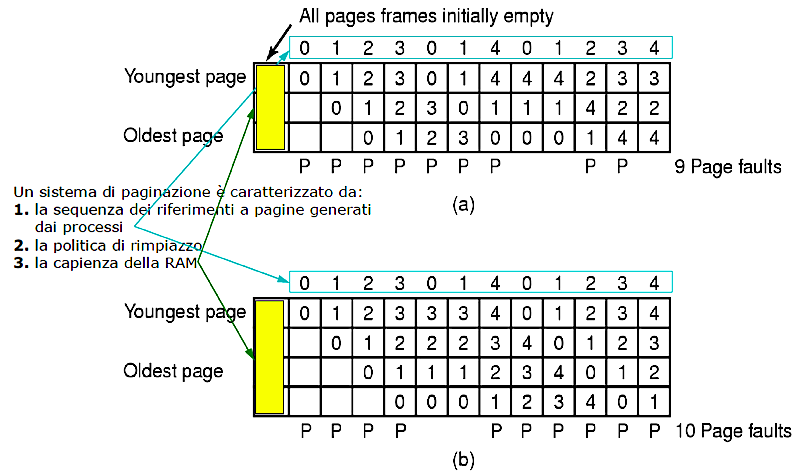 All pages frames initially empty
0 1 2 3 0 1 4 0 1 2 3 4
Youngest page 0 1 2 3 0 1 4 4 4 2 3 3
0 1 2 3 0 1 1 1 4 2 2
Oldest page 0 1 2 3 0 0 0 1 4 4
P P P P P P P P P 9 Page faults
(a)
Un sistema di paginazione è caratterizzato da:
1. la sequenza dei riferimenti a pagine generati
dai processi
2. la politica di rimpiazzo
3. la capienza della RAM
0 1 2 3 0 1 4 0 1 2 3 4
Youngest page 0 1 2 3 3 3 4 0 1 2 3 4
0 1 2 2 2 3 4 0 1 2 3
Oldest page 0 1 1 1 2 3 4 0 1 2
0 0 0 1 2 3 4 0 1
P P P P P P P P P P 10 Page faults
(b)